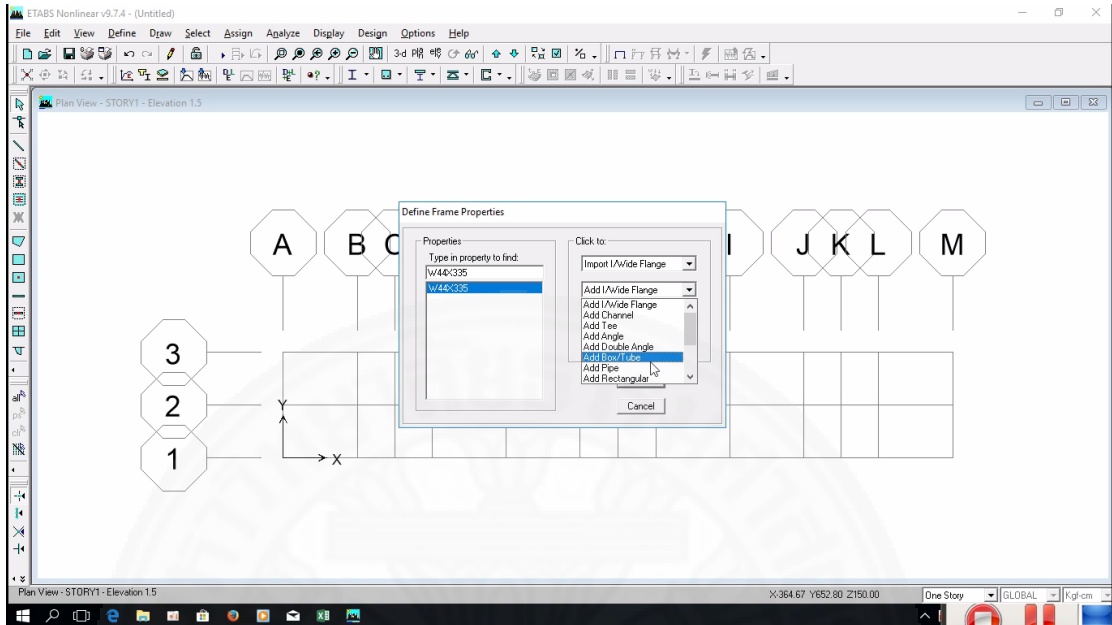 ETABS Nonlinear v9.7.4 - (Untitled)
File Edit View Define Draw Select Assign Analyze Display Design Options Help
3-d
Plan View - STORY1 - Elevation 1.5
Define Frame Properties
Properties
Type in property to find:
W44X335
W44X335
Click to:
Import I/Wide Flange
Add I/Wide Flange
Add I/Wide Flange
Add Channel
Add Tee
Add Angle
Add Double Angle
Add Box/Tube
Add Pipe
Add Rectangular
Cancel
A B C I J K L M
3
2
1
Y
X
all
ps
clr
Plan View - STORY1 - Elevation 1.5
X-364.67 Y652.80 Z150.00
One Story
GLOBAL
Kgf-cm